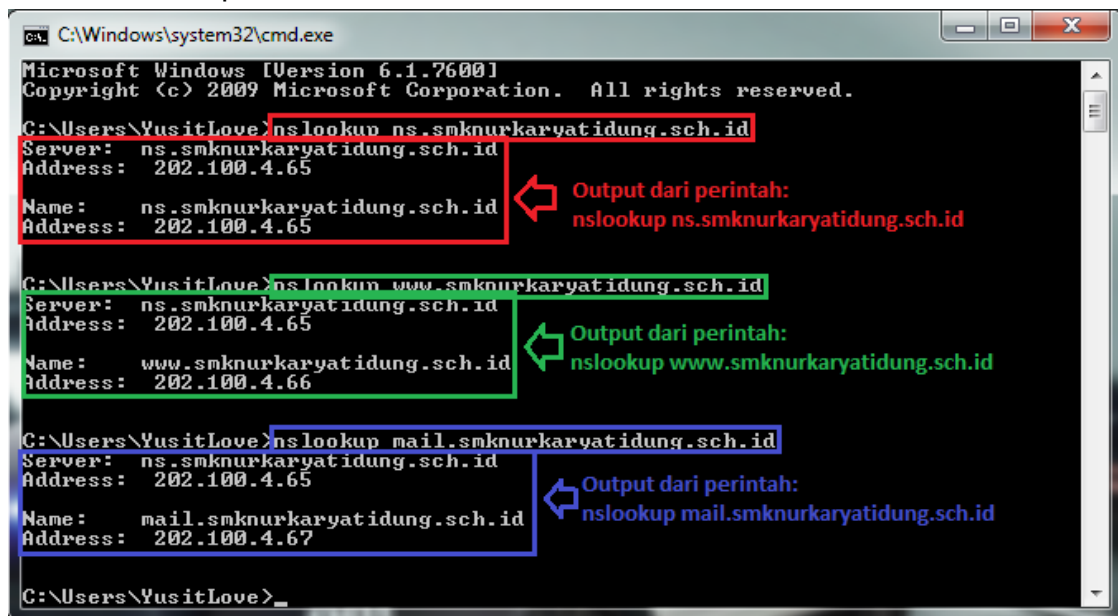 C:\Windows\system32\cmd.exe
Microsoft Windows [Version 6.1.7600]
Copyright (c) 2009 Microsoft Corporation.  All rights reserved.
C:\Users\YusitLove>nslookup ns.smknurkaryatidung.sch.id
Server:  ns.smknurkaryatidung.sch.id
Address:  202.100.4.65
Name:    ns.smknurkaryatidung.sch.id
Address:  202.100.4.65
Output dari perintah:
nslookup ns.smknurkaryatidung.sch.id
C:\Users\YusitLove>nslookup www.smknurkaryatidung.sch.id
Server:  ns.smknurkaryatidung.sch.id
Address:  202.100.4.65
Name:    www.smknurkaryatidung.sch.id
Address:  202.100.4.66
Output dari perintah:
nslookup www.smknurkaryatidung.sch.id
C:\Users\YusitLove>nslookup mail.smknurkaryatidung.sch.id
Server:  ns.smknurkaryatidung.sch.id
Address:  202.100.4.65
Name:    mail.smknurkaryatidung.sch.id
Address:  202.100.4.67
Output dari perintah:
nslookup mail.smknurkaryatidung.sch.id
C:\Users\YusitLove>_